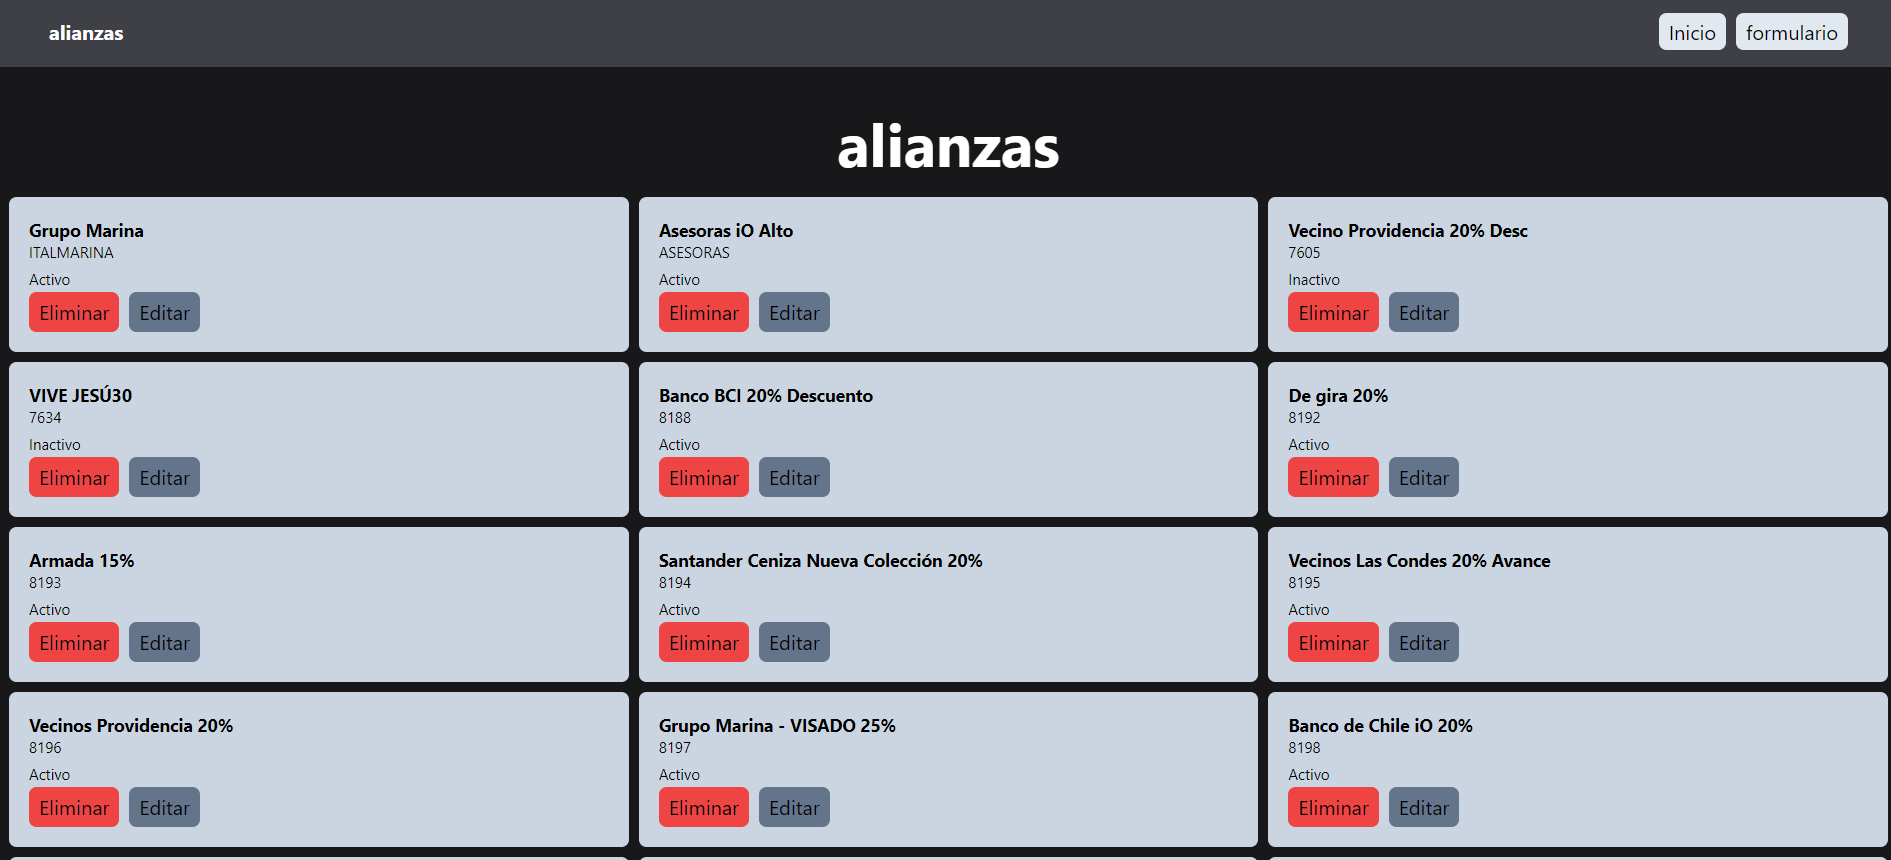 alianzas
Inicio
formulario
alianzas
Grupo Marina
ITALMARINA
Activo
Eliminar
Editar
Asesoras iO Alto
ASESORAS
Activo
Eliminar
Editar
Vecino Providencia 20% Desc
7605
Inactivo
Eliminar
Editar
VIVE JESÚ30
7634
Inactivo
Eliminar
Editar
Banco BCI 20% Descuento
8188
Activo
Eliminar
Editar
De gira 20%
8192
Activo
Eliminar
Editar
Armada 15%
8193
Activo
Eliminar
Editar
Santander Ceniza Nueva Colección 20%
8194
Activo
Eliminar
Editar
Vecinos Las Condes 20% Avance
8195
Activo
Eliminar
Editar
Vecinos Providencia 20%
8196
Activo
Eliminar
Editar
Grupo Marina - VISADO 25%
8197
Activo
Eliminar
Editar
Banco de Chile iO 20%
8198
Activo
Eliminar
Editar